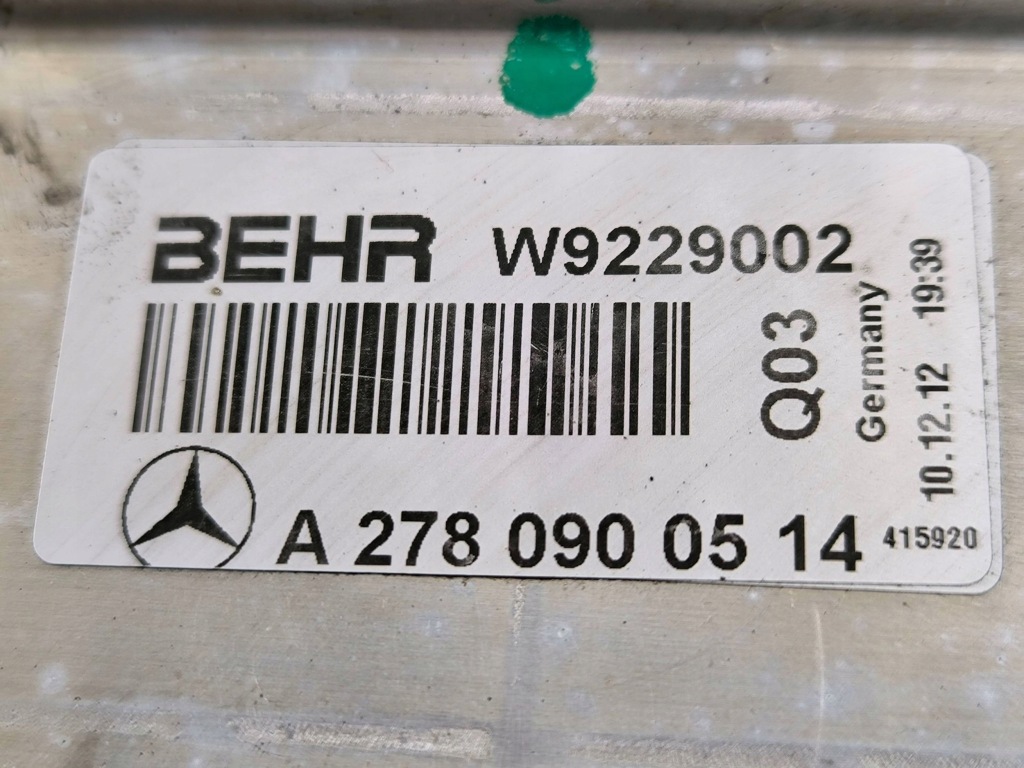 BEHR W9229002
Q03
Germany
10.12.12 19:39
A 278 090 05 14 415920